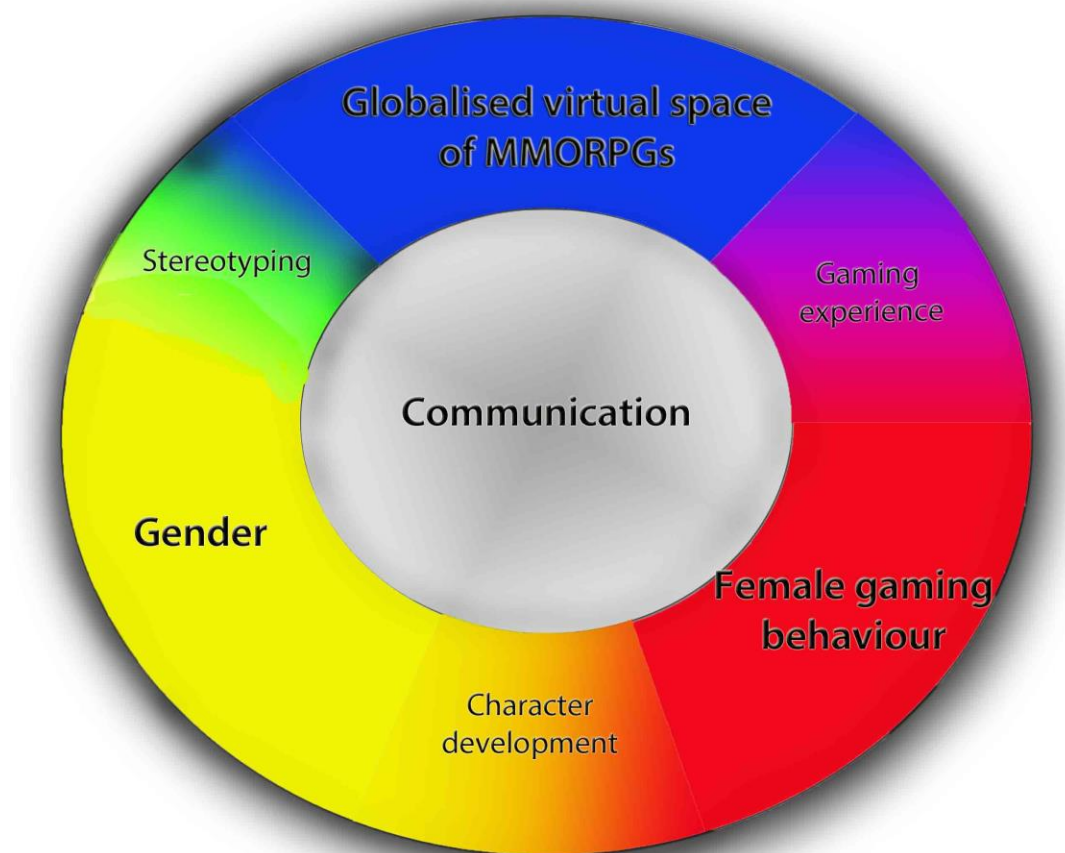 Globalised virtual space
of MMORPGs
Stereotyping
Gaming
experience
Communication
Gender
Female gaming
behaviour
Character
development